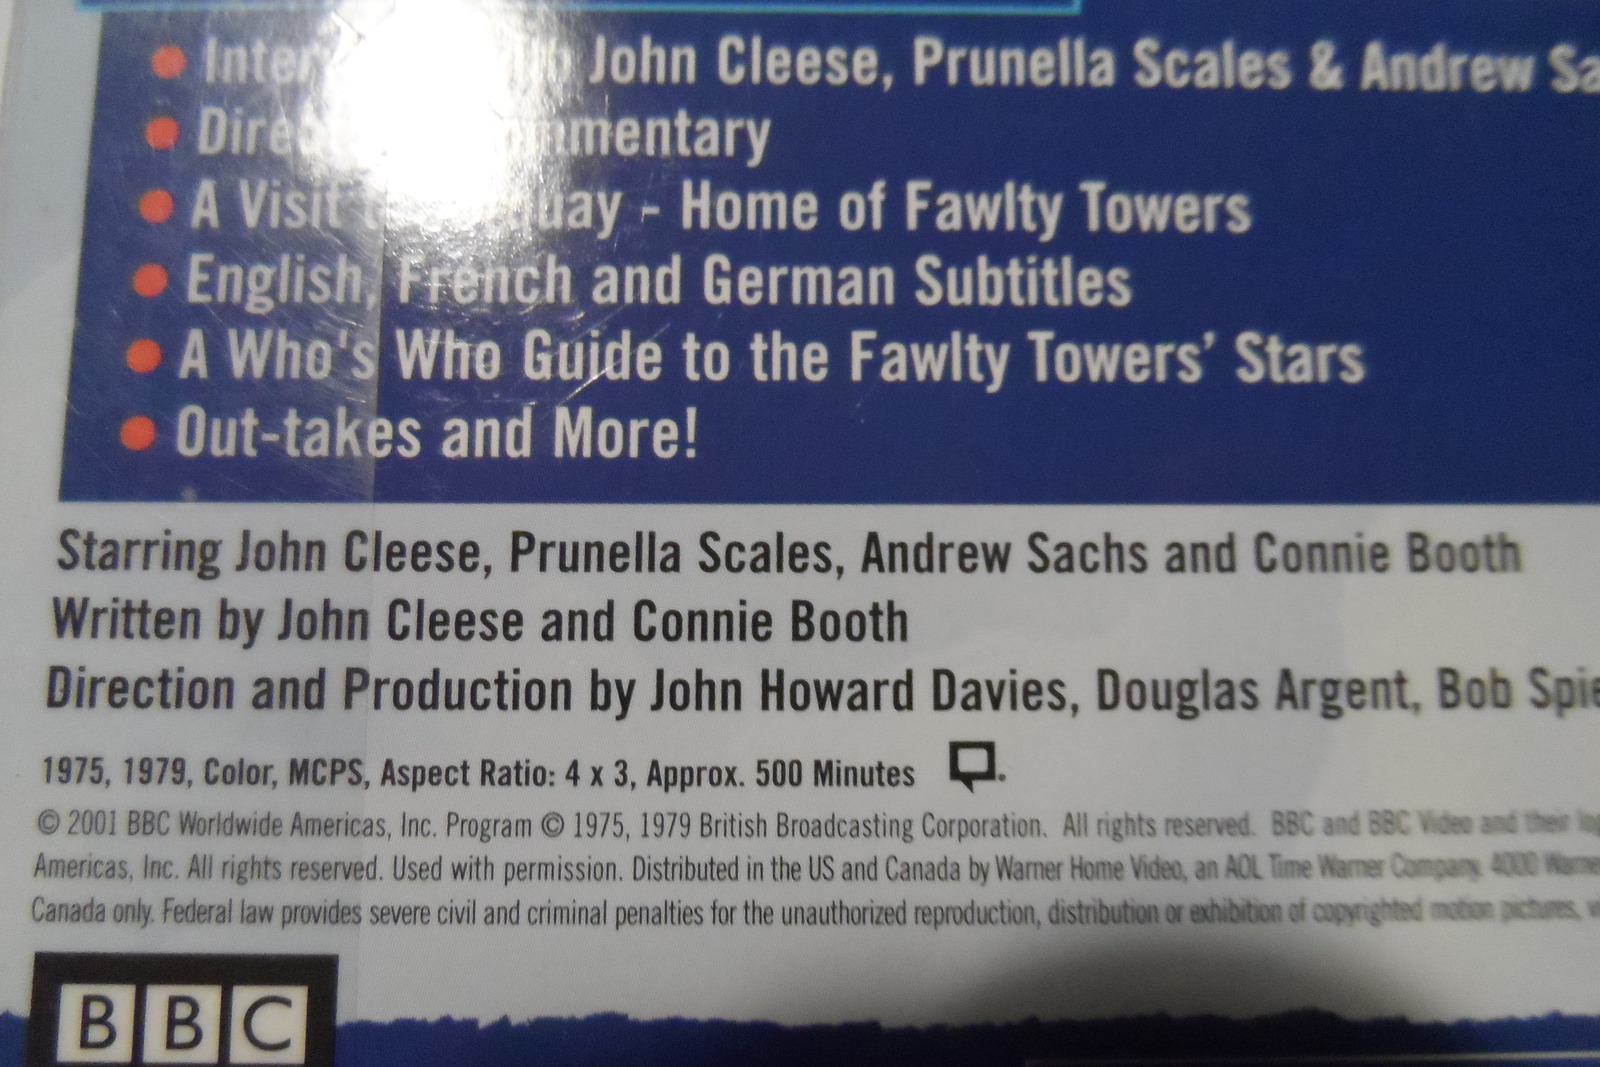 John Cleese, Prunella Scales & Andrew
A Visit - Home of Fawlty Towers
English, French and German Subtitles
A Who's Who Guide to the Fawlty Towers' Stars
Out-takes and More!
Starring John Cleese, Prunella Scales, Andrew Sachs and Connie Booth
Written by John Cleese and Connie Booth
Direction and Production by John Howard Davies, Douglas Argent, Bob
1975, 1979, Color, MCPS, Aspect Ratio: 4 x 3, Approx. 500 Minutes
© 2001 BBC Worldwide Americas, Inc. Program © 1975, 1979 British Broadcasting Corporation. All rights reserved. BBC and BBC Video and their
Americas, Inc. All rights reserved. Used with permission. Distributed in the US and Canada by Warner Home Video, an AOL Time Warner Company. 4000
Canada only. Federal law provides severe civil and criminal penalties for the unauthorized reproduction, distribution or exhibition of copyrighted motion pictures,
BBC